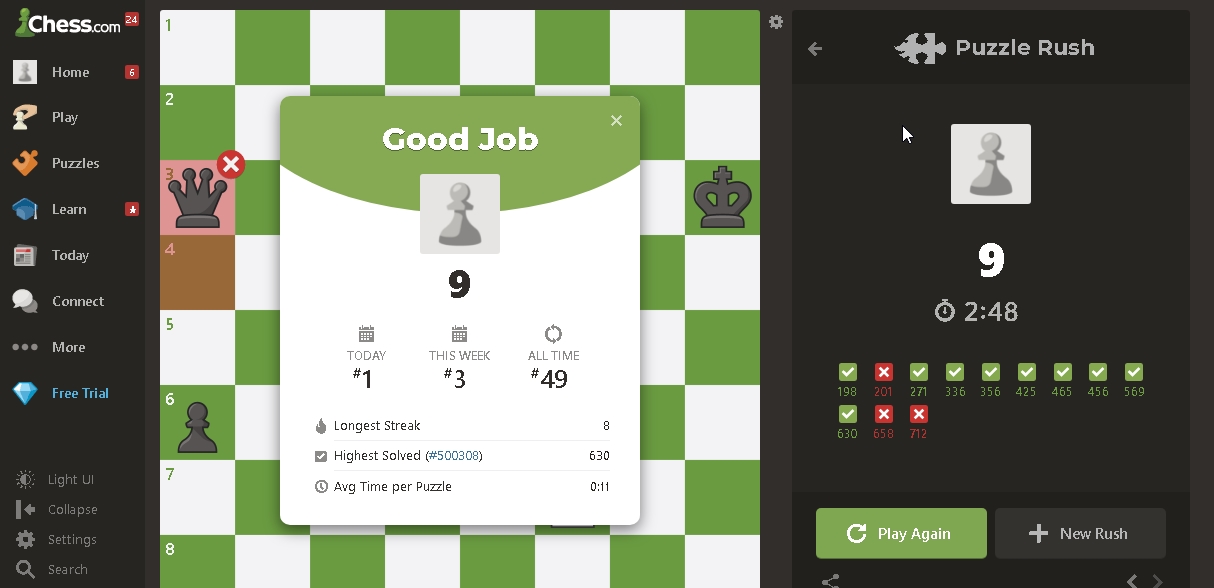 Chess.com 24
Home 6
Play
Puzzles
Learn
Today
Connect
More
Free Trial
Light UI
Collapse
Settings
Search
1
2
3
4
5
6
7
8
Good Job
9
TODAY THIS WEEK ALL TIME
#1 #3 #49
Longest Streak 8
Highest Solved (#500308) 630
Avg Time per Puzzle 0:11
Puzzle Rush
9
2:48
198 201 271 336 356 425 465 456 569
630 658 712
Play Again New Rush